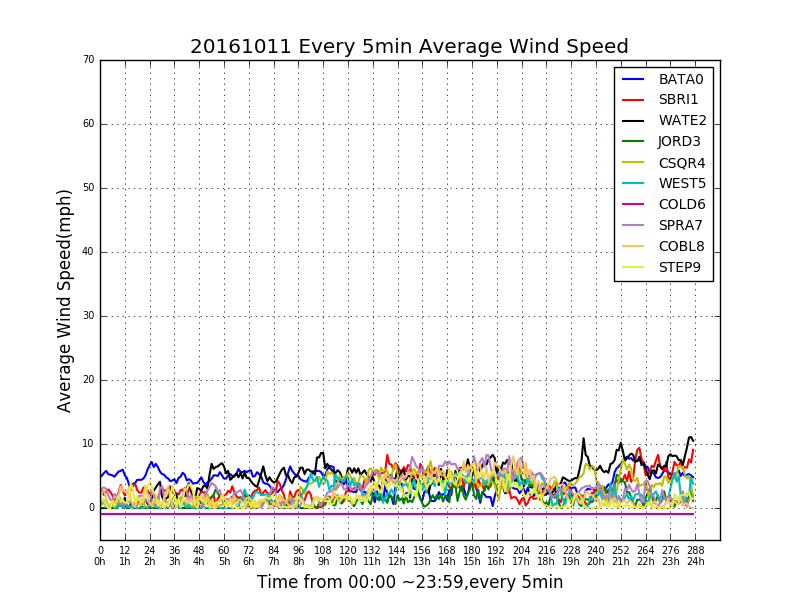 20161011 Every 5min Average Wind Speed
70
60
50
40
30
20
10
0
Average Wind Speed(mph)
BATA0
SBRI1
WATE2
JORD3
CSQR4
WEST5
COLD6
SPRA7
COBL8
STEP9
0 12 24 36 48 60 72 84 96 108 120 132 144 156 168 180 192 204 216 228 240 252 264 276 288
0h 1h 2h 3h 4h 5h 6h 7h 8h 9h 10h 11h 12h 13h 14h 15h 16h 17h 18h 19h 20h 21h 22h 23h 24h
Time from 00:00 ~23:59,every 5min